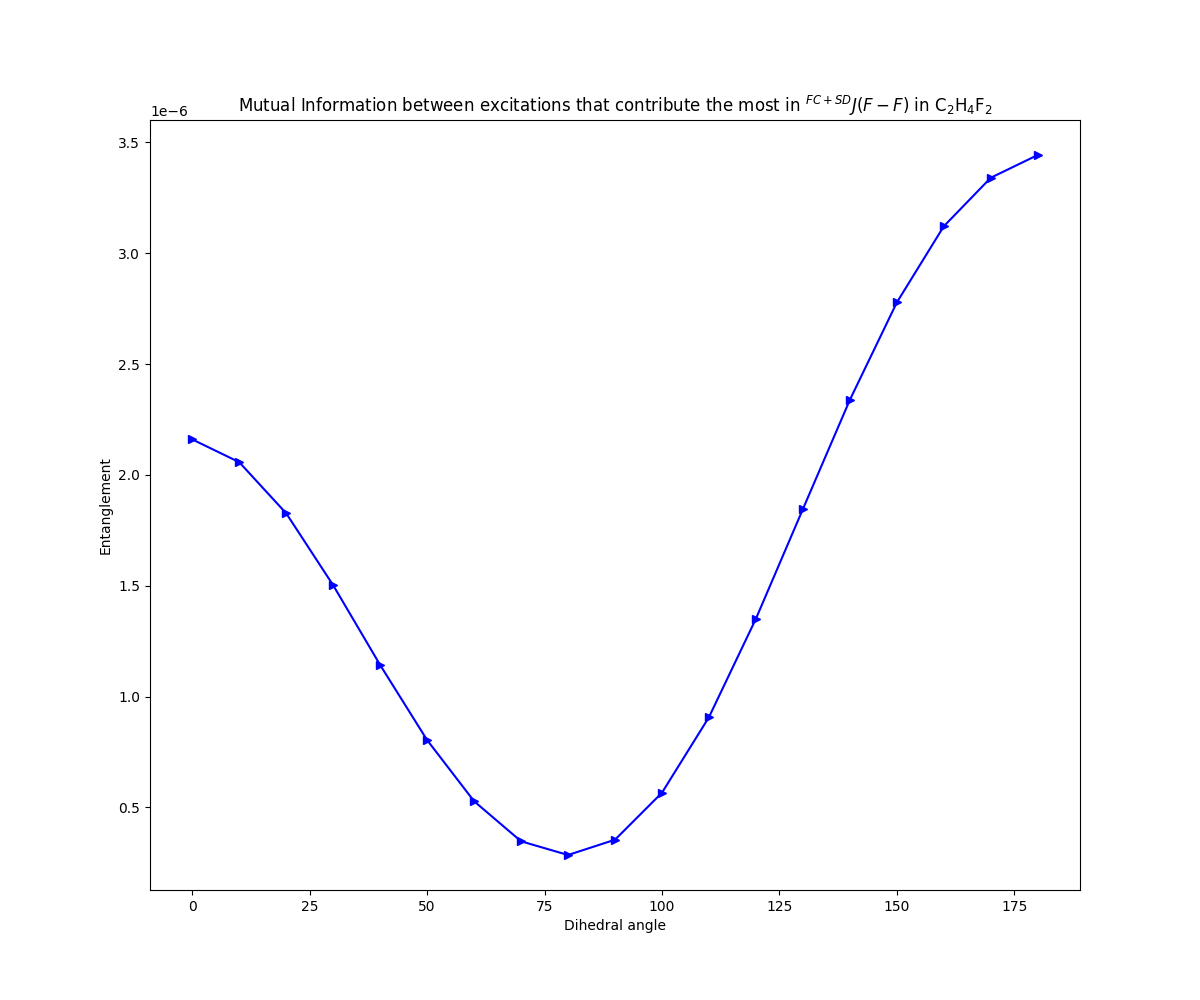 Mutual Information between excitations that contribute the most in ^{FC+SD}J(F−F) in C₂H₄F₂
1e−6
3.5
3.0
2.5
2.0
1.5
1.0
0.5
Entanglement
0 25 50 75 100 125 150 175
Dihedral angle